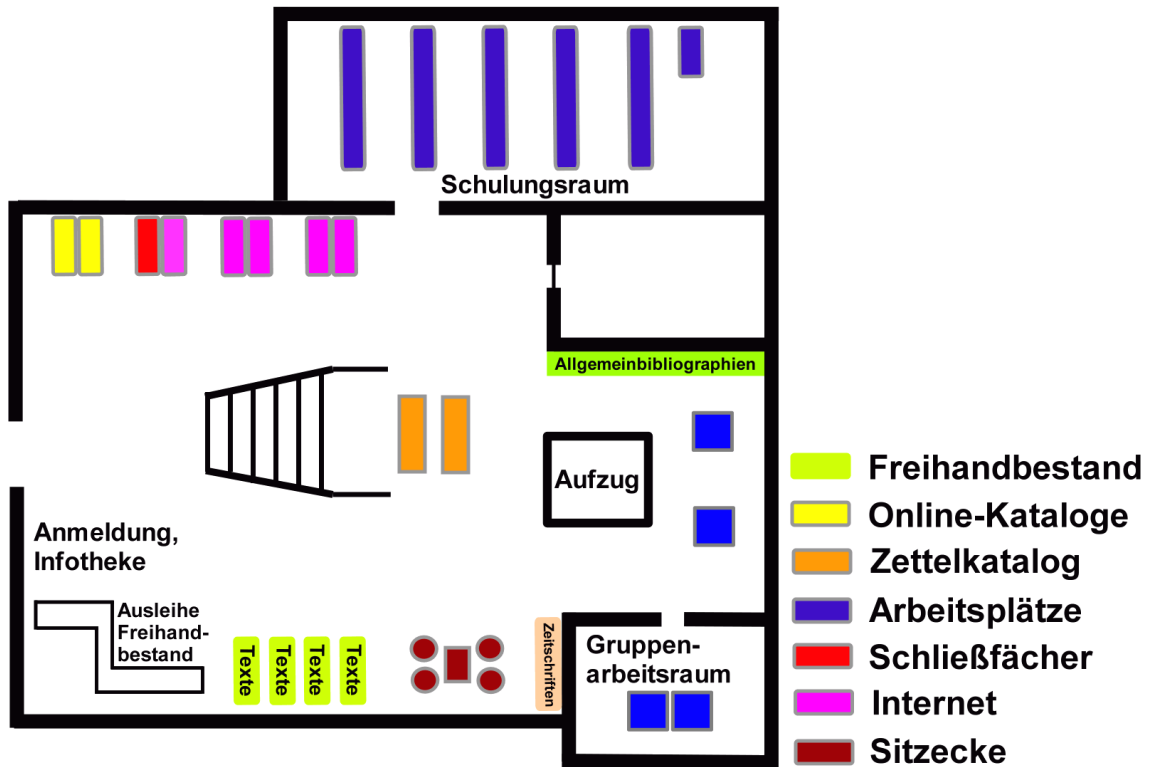 Schulungsraum
Allgemeinbibliographien
Aufzug
Anmeldung,
Infotheke
Ausleihe
Freihand-
bestand
Texte
Texte
Texte
Texte
Zeitschriften
Gruppen-
arbeitsraum
Freihandbestand
Online-Kataloge
Zettelkatalog
Arbeitsplätze
Schließfächer
Internet
Sitzecke